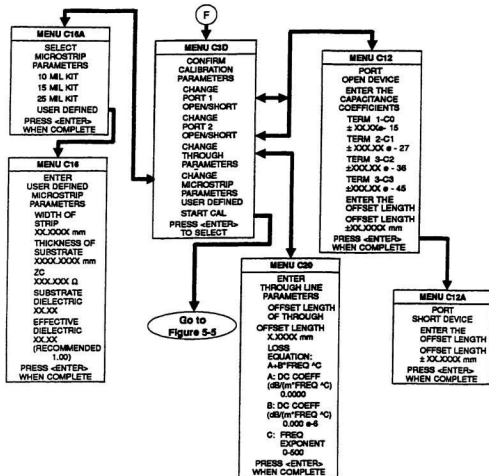 F
MENU C16A
SELECT
MICROSTRIP
PARAMETERS
10 MIL KIT
15 MIL KIT
25 MIL KIT
USER DEFINED
PRESS <ENTER>
WHEN COMPLETE
MENU C16
ENTER
USER DEFINED
MICROSTRIP
PARAMETERS
WIDTH OF
STRIP
XX.XXXX mm
THICKNESS OF
SUBSTRATE
XXXX.XXXX mm
ZC
XXX.XXX Ω
SUBSTRATE
DIELECTRIC
XX.XX
EFFECTIVE
DIELECTRIC
XX.XX
(RECOMMENDED
1.00)
PRESS <ENTER>
WHEN COMPLETE
MENU C3D
CONFIRM
CALIBRATION
PARAMETERS
CHANGE
PORT 1
OPEN/SHORT
CHANGE
PORT 2
OPEN/SHORT
CHANGE
THROUGH
PARAMETERS
CHANGE
MICROSTRIP
PARAMETERS
USER DEFINED
START CAL
PRESS <ENTER>
TO SELECT
Go to
Figure 5-5
MENU C20
ENTER
THROUGH LINE
PARAMETERS
OFFSET LENGTH
OF THROUGH
OFFSET LENGTH
X.XXXX mm
LOSS
EQUATION:
A+B*FREQ ^C
A: DC COEFF
(dB/(m*FREQ ^C)
0.0000
B: DC COEFF
(dB/(m*FREQ ^C)
0.000 e-6
C: FREQ
EXPONENT
0-500
PRESS <ENTER>
WHEN COMPLETE
MENU C12
PORT
OPEN DEVICE
ENTER THE
CAPACITANCE
COEFFICIENTS
TERM 1-C0
± XX.XXe- 15
TERM 2-C1
± XXX.XX e - 27
TERM 3-C2
±XXX.XX e - 36
TERM 3-C3
±XXX.XX e - 45
ENTER THE
OFFSET LENGTH
OFFSET LENGTH
±XX.XXXX mm
PRESS <ENTER>
WHEN COMPLETE
MENU C12A
PORT
SHORT DEVICE
ENTER THE
OFFSET LENGTH
OFFSET LENGTH
± XX.XXXX mm
PRESS <ENTER>
WHEN COMPLETE